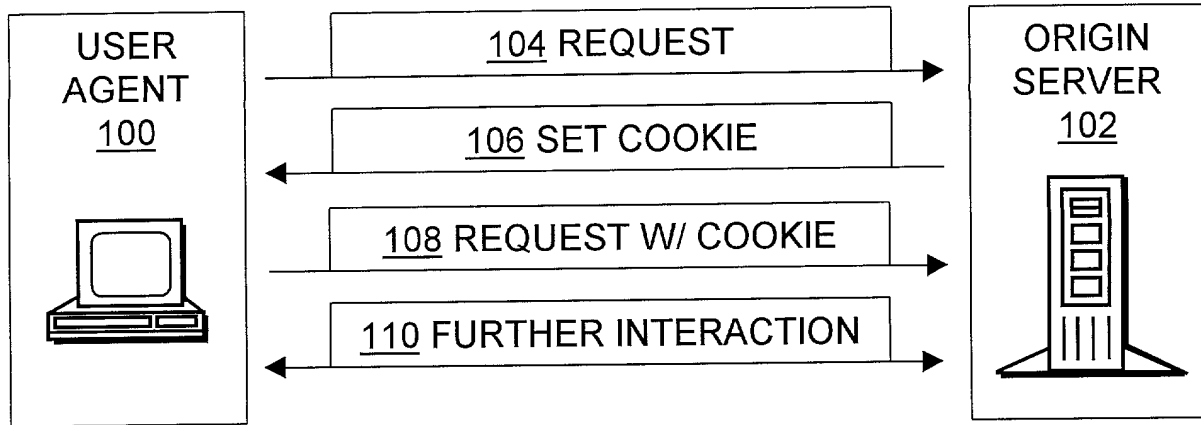 USER
AGENT
100
104 REQUEST
106 SET COOKIE
108 REQUEST W/ COOKIE
110 FURTHER INTERACTION
ORIGIN
SERVER
102